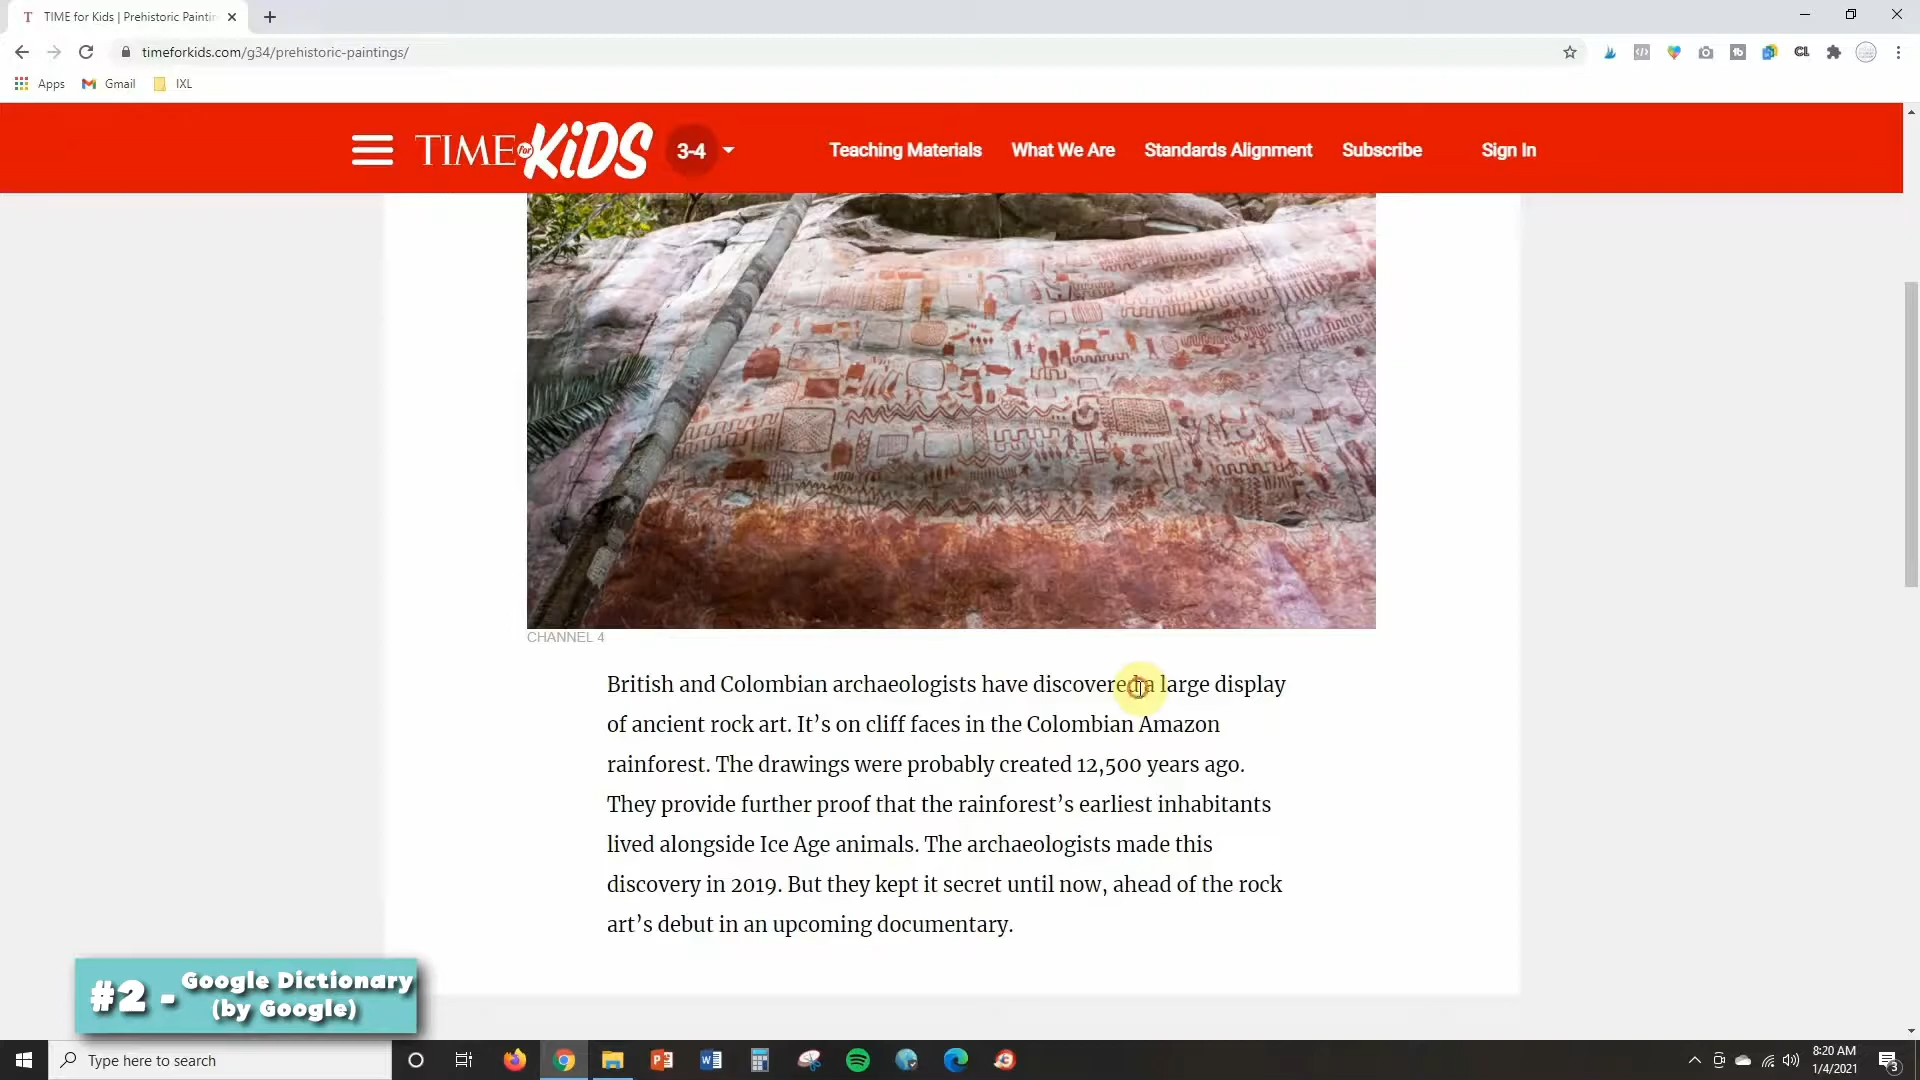 T TIME for Kids | Prehistoric Paintin
timeforkids.com/g34/prehistoric-paintings/
Apps Gmail IXL
TIME for KiDS 3-4 Teaching Materials What We Are Standards Alignment Subscribe Sign In
CHANNEL 4
British and Colombian archaeologists have discovered a large display
of ancient rock art. It’s on cliff faces in the Colombian Amazon
rainforest. The drawings were probably created 12,500 years ago.
They provide further proof that the rainforest’s earliest inhabitants
lived alongside Ice Age animals. The archaeologists made this
discovery in 2019. But they kept it secret until now, ahead of the rock
art’s debut in an upcoming documentary.
#2 - Google Dictionary
(by Google)
Type here to search
8:20 AM
1/4/2021
3